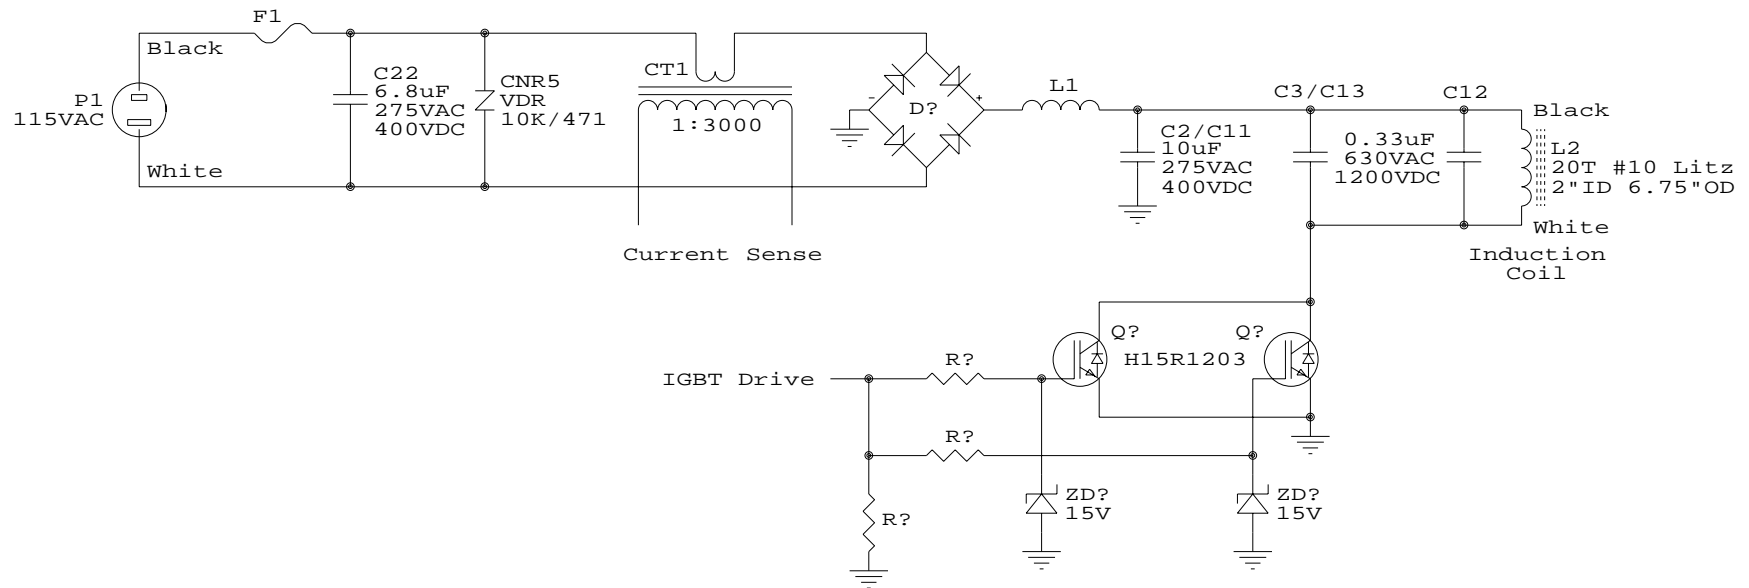 F1
Black
P1
115VAC
White
C22
6.8uF
275VAC
400VDC
CNR5
VDR
10K/471
CT1
1:3000
Current Sense
-
D?
+
L1
C2/C11
10uF
275VAC
400VDC
C3/C13
0.33uF
630VAC
1200VDC
C12
Black
L2
20T #10 Litz
2"ID 6.75"OD
White
Induction
Coil
Q?
Q?
H15R1203
IGBT Drive
R?
R?
R?
ZD?
15V
ZD?
15V